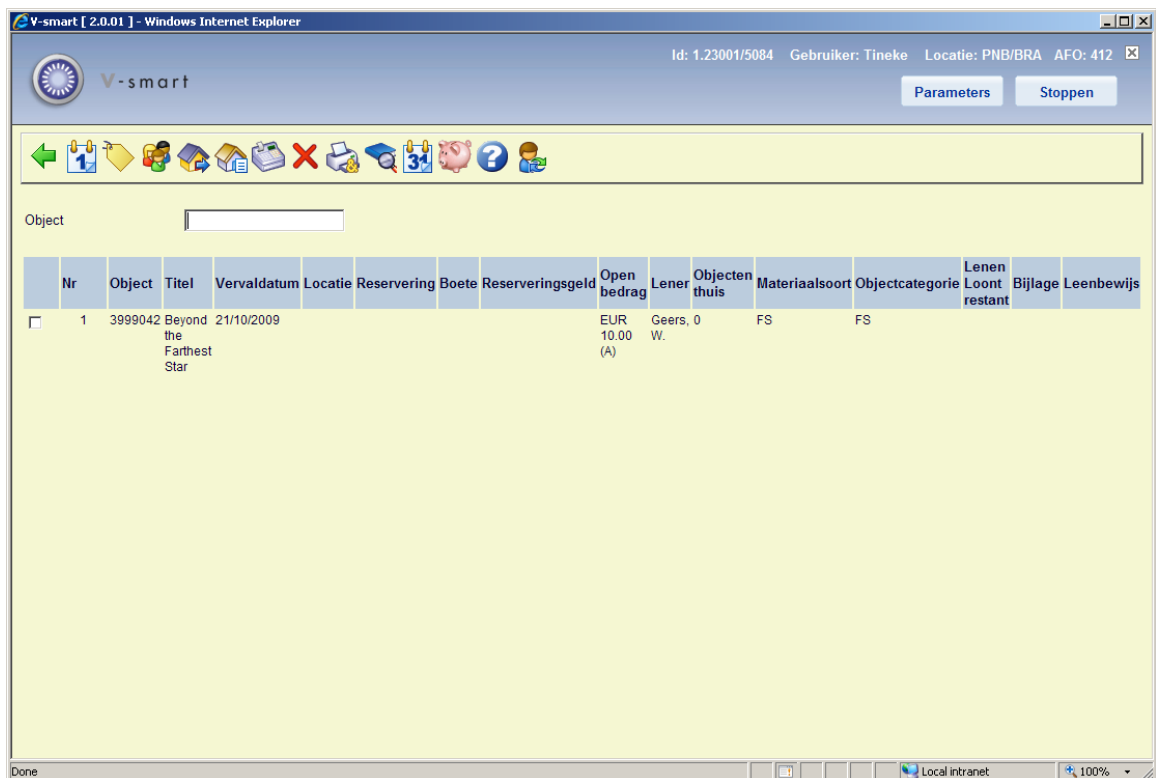 V-smart [ 2.0.01 ] - Windows Internet Explorer
Id: 1.23001/5084 Gebruiker: Tineke Locatie: PNB/BRA AFO: 412
V-smart
Parameters Stoppen
1 31 ?
Object
Nr Object Titel Vervaldatum Locatie Reservering Boete Reserveringsgeld Open bedrag Lener Objecten thuis Materiaalsoort Objectcategorie Lenen Loont restant Bijlage Leenbewijs
1 3999042 Beyond 21/10/2009 EUR Geers, 0 FS FS
the 10.00 W.
Farthest (A)
Star
Done Local intranet 100%